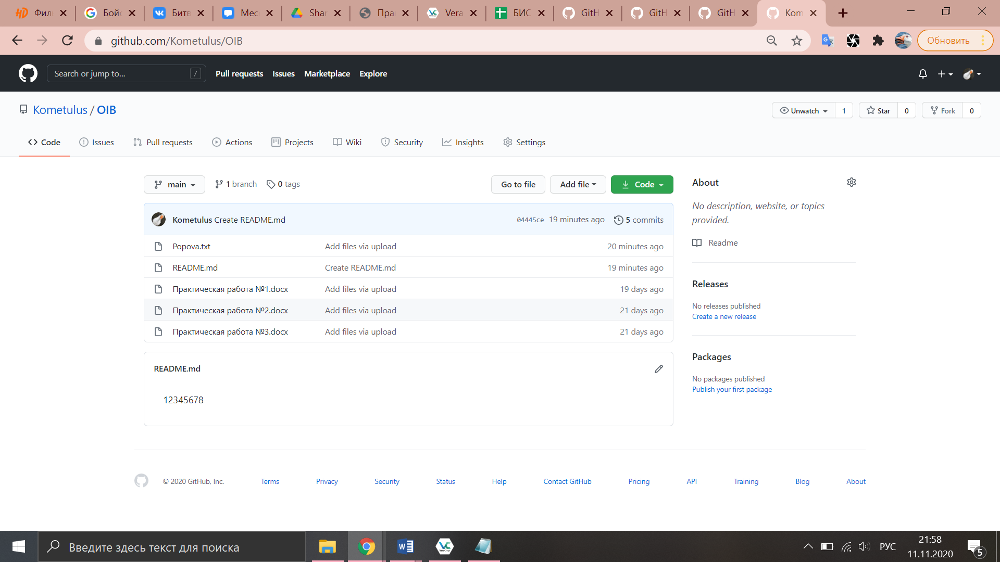 Фил
Бойс
Битв
Мес
Shar
Пра
Vera
БИС
GitH
GitH
GitH
Kom
github.com/Kometulus/OIB
Обновить
Search or jump to...
/
Pull requests
Issues
Marketplace
Explore
Kometulus / OIB
Unwatch
1
Star
0
Fork
0
Code
Issues
Pull requests
Actions
Projects
Wiki
Security
Insights
Settings
main
1 branch
0 tags
Go to file
Add file
Code
Kometulus Create README.md
04445ce 19 minutes ago
5 commits
Popova.txt
Add files via upload
20 minutes ago
README.md
Create README.md
19 minutes ago
Практическая работа №1.docx
Add files via upload
19 days ago
Практическая работа №2.docx
Add files via upload
21 days ago
Практическая работа №3.docx
Add files via upload
21 days ago
README.md
12345678
About
No description, website, or topics
provided.
Readme
Releases
No releases published
Create a new release
Packages
No packages published
Publish your first package
© 2020 GitHub, Inc.
Terms
Privacy
Security
Status
Help
Contact GitHub
Pricing
API
Training
Blog
About
Введите здесь текст для поиска
РУС
21:58
11.11.2020
5